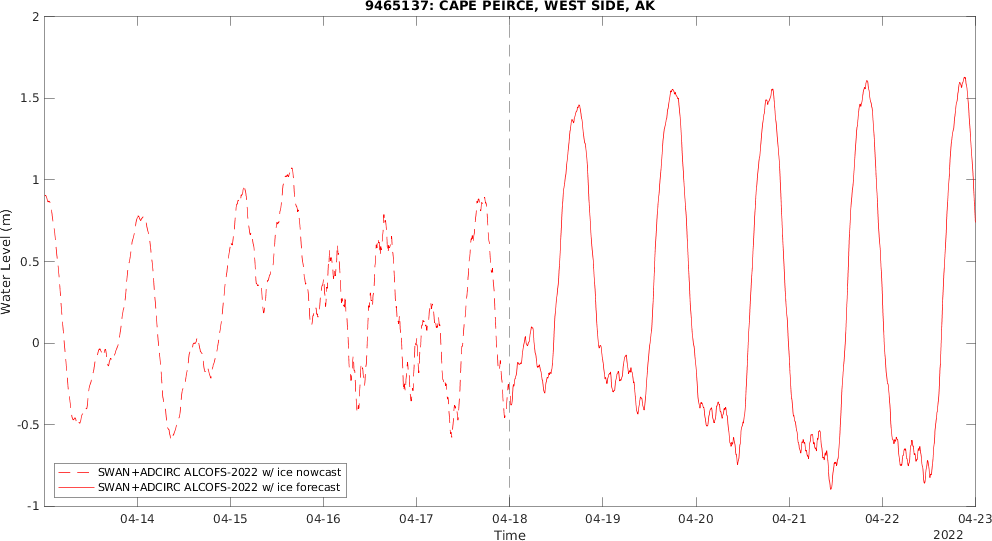 9465137: CAPE PEIRCE, WEST SIDE, AK
Water Level (m)
2
1.5
1
0.5
0
-0.5
-1
SWAN+ADCIRC ALCOFS-2022 w/ ice nowcast
SWAN+ADCIRC ALCOFS-2022 w/ ice forecast
04-14 04-15 04-16 04-17 04-18 04-19 04-20 04-21 04-22 04-23
Time
2022